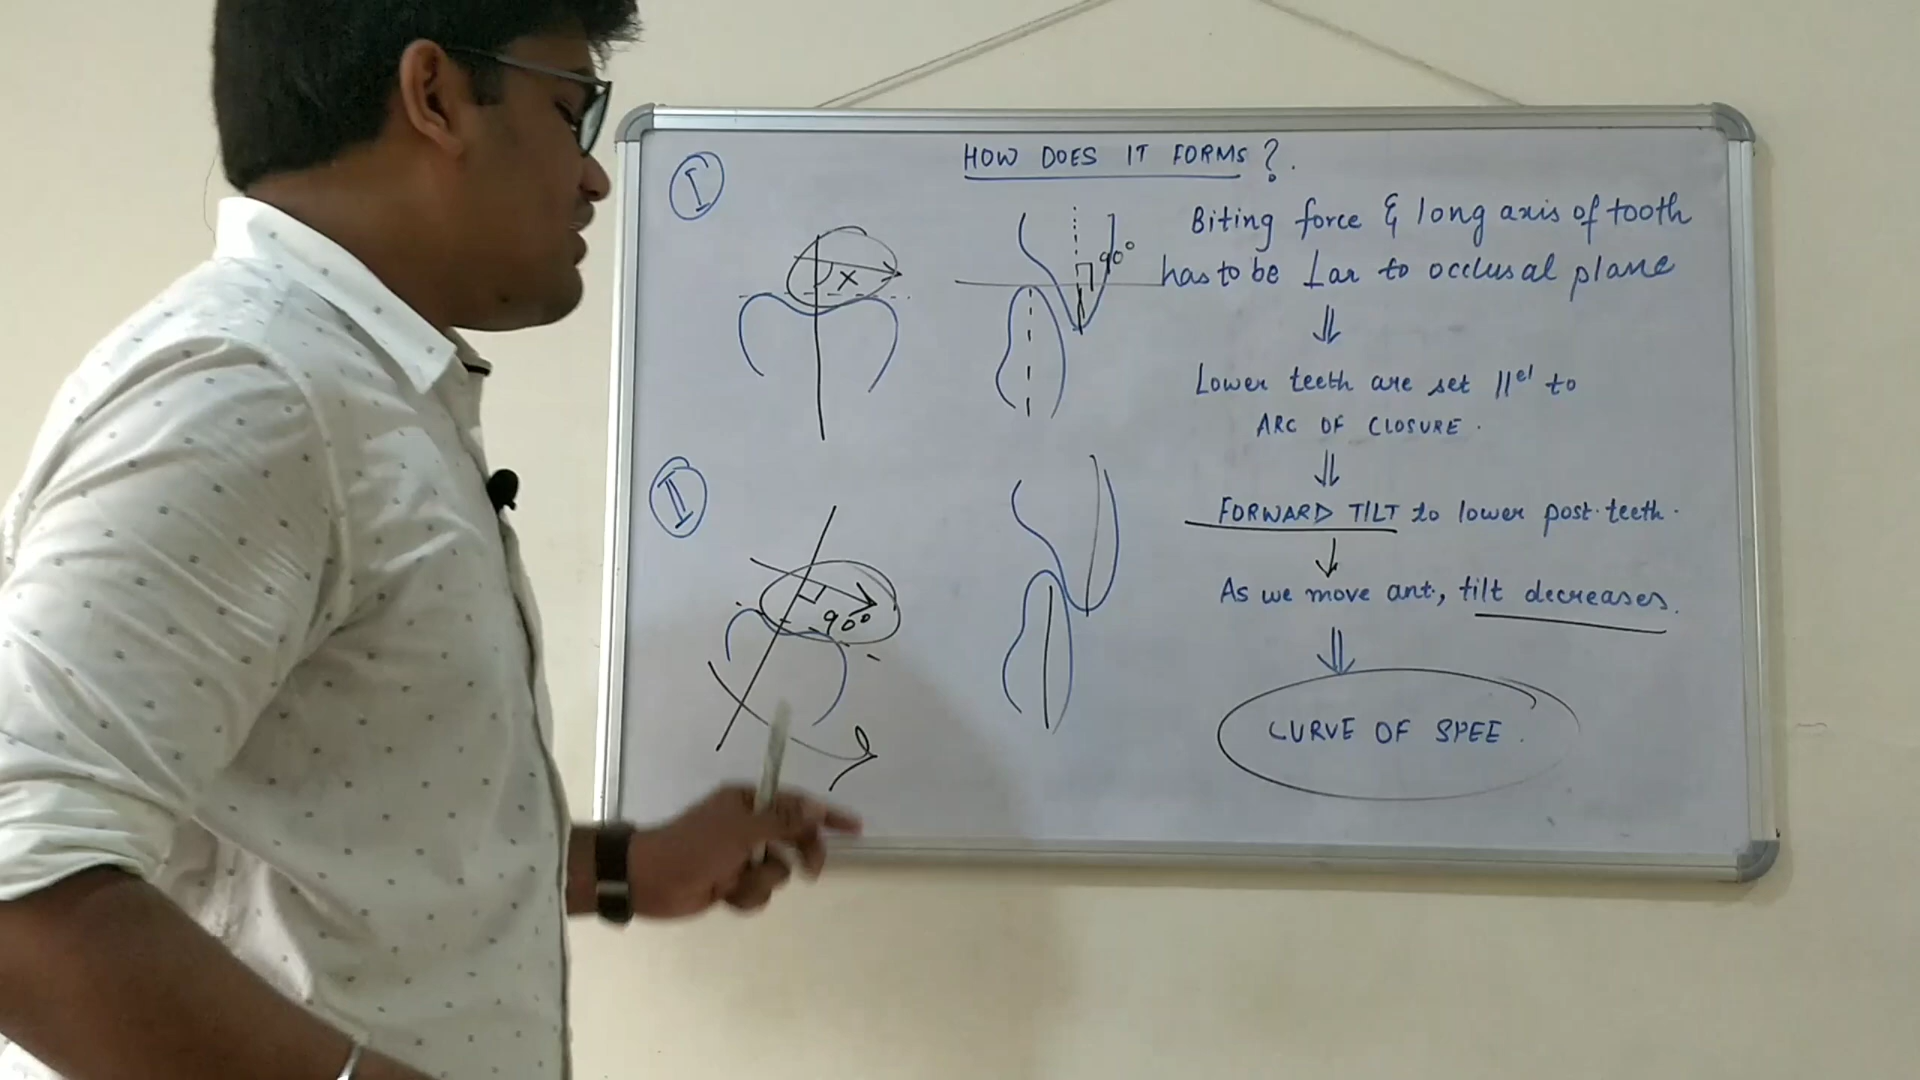 HOW DOES IT FORMS ?.
I
X
90°
Biting force & long axis of tooth
has to be ⊥ar to occlusal plane
⇓
Lower teeth are set ||el to
ARC OF CLOSURE.
⇓
II
FORWARD TILT to lower post. teeth.
↓
As we move ant., tilt decreases.
90°
⇓
CURVE OF SPEE.